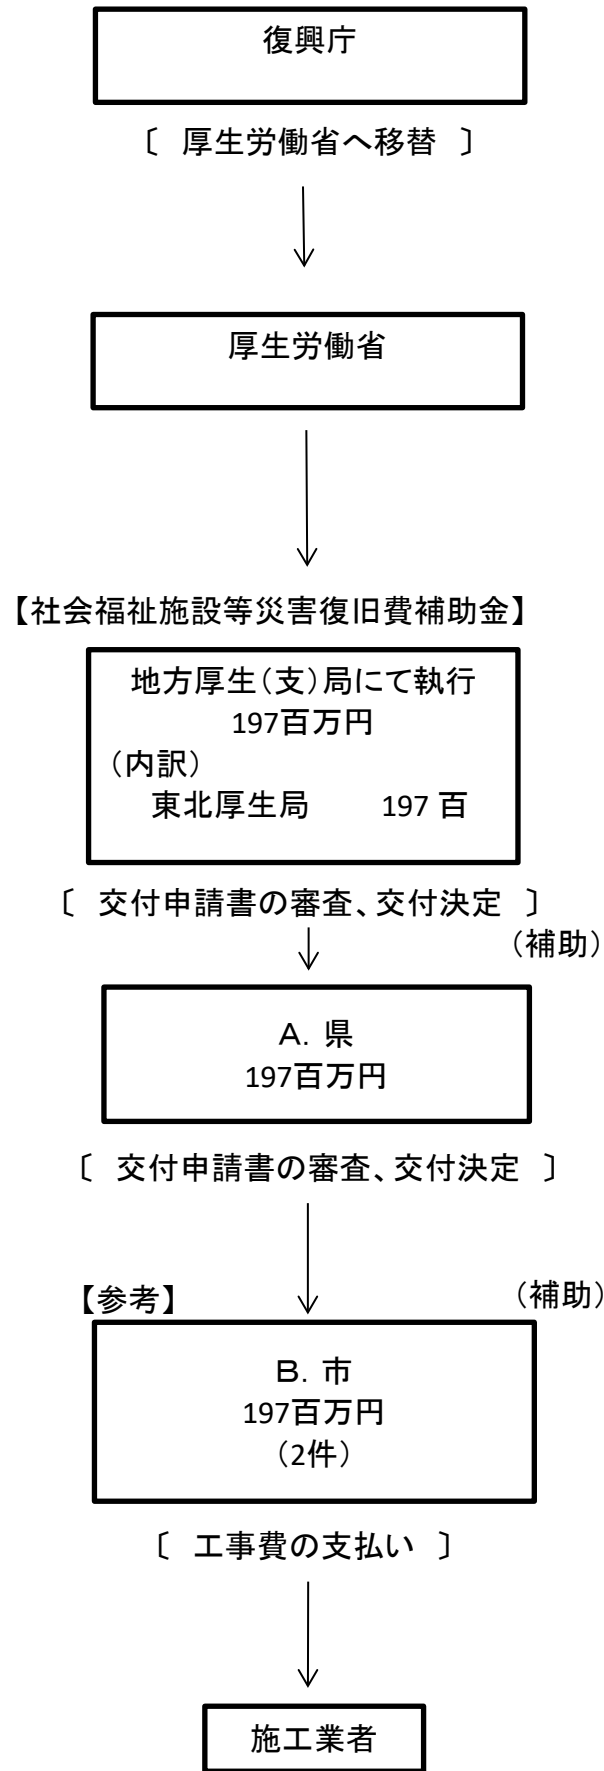 復興庁
〔　厚生労働省へ移替　〕
厚生労働省
【社会福祉施設等災害復旧費補助金】
地方厚生（支）局にて執行
197百万円
（内訳）
東北厚生局　　197 百
〔　交付申請書の審査、交付決定　〕
（補助）
A．県
197百万円
〔　交付申請書の審査、交付決定　〕
【参考】　（補助）
B．市
197百万円
（2件）
〔　工事費の支払い　〕
施工業者